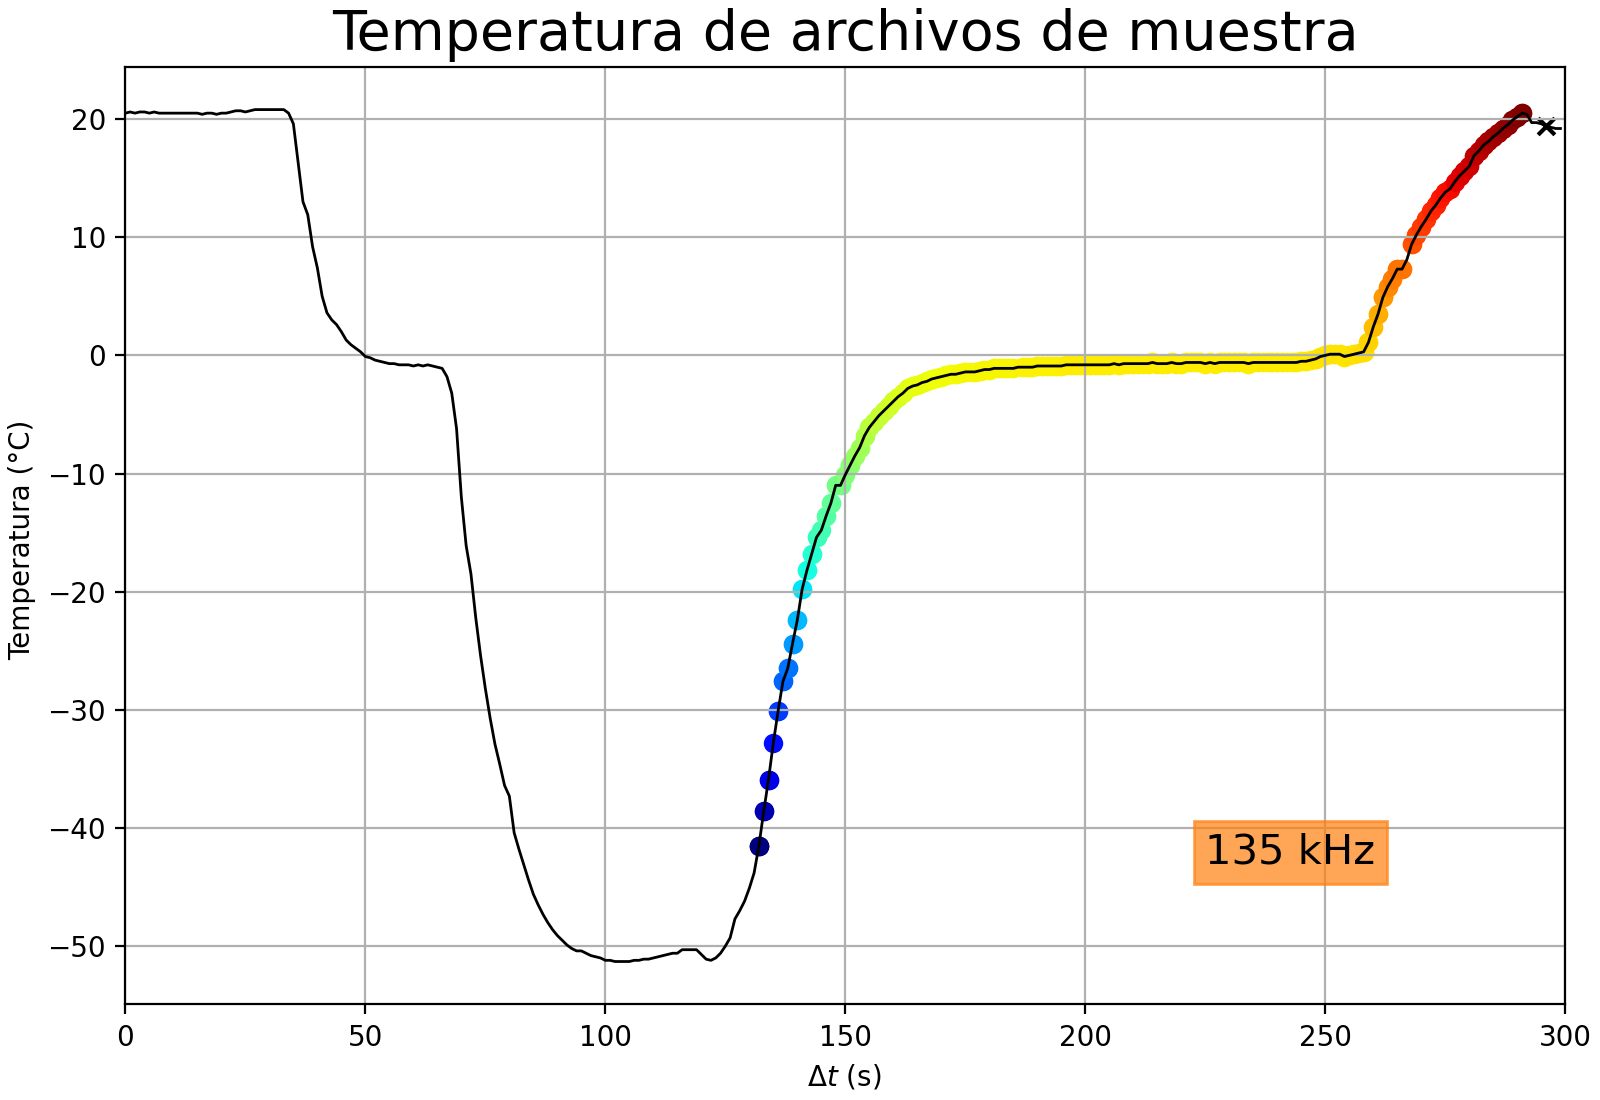 Temperatura de archivos de muestra
Temperatura (°C)
20
10
0
−10
−20
−30
−40
−50
135 kHz
0 50 100 150 200 250 300
Δt (s)